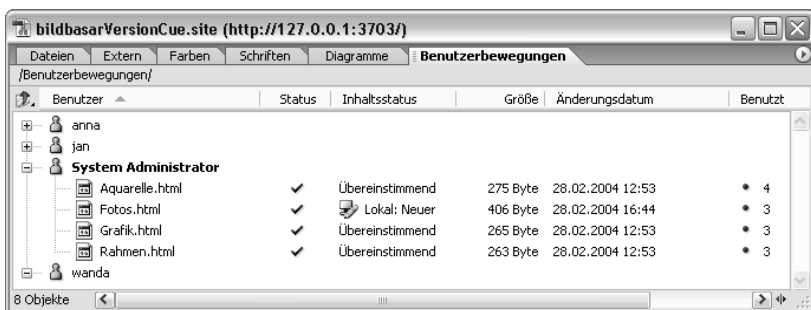 bildbasarVersionCue.site (http://127.0.0.1:3703/)
Dateien Extern Farben Schriften Diagramme Benutzerbewegungen
/Benutzerbewegungen/
Benutzer Status Inhaltsstatus Größe Änderungsdatum Benutzt
anna
jan
System Administrator
Aquarelle.html Übereinstimmend 275 Byte 28.02.2004 12:53 4
Fotos.html Lokal: Neuer 406 Byte 28.02.2004 16:44 3
Grafik.html Übereinstimmend 265 Byte 28.02.2004 12:53 3
Rahmen.html Übereinstimmend 263 Byte 28.02.2004 12:53 3
wanda
8 Objekte